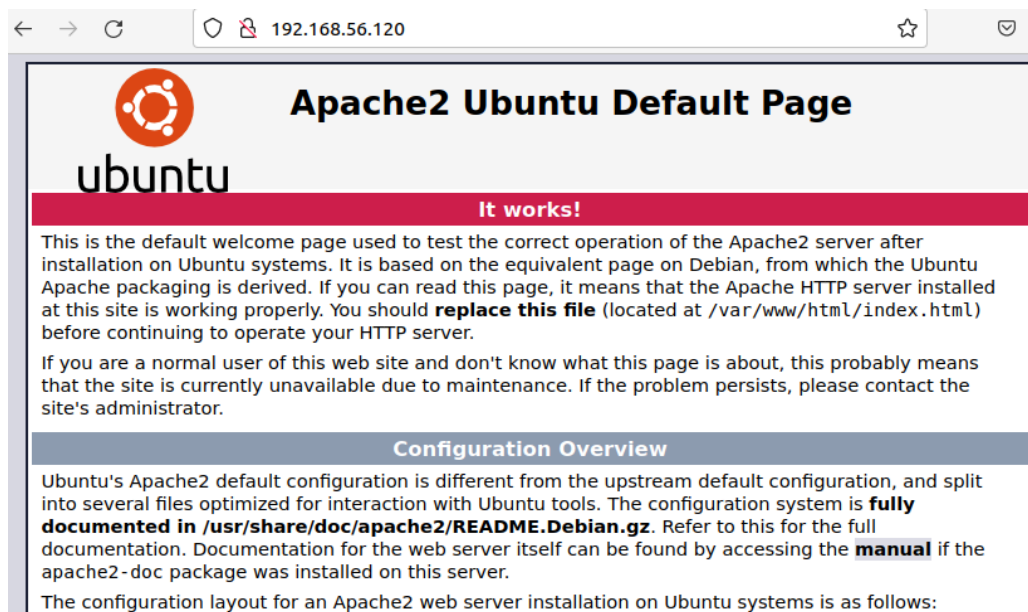 192.168.56.120
Apache2 Ubuntu Default Page
ubuntu
It works!
This is the default welcome page used to test the correct operation of the Apache2 server after
installation on Ubuntu systems. It is based on the equivalent page on Debian, from which the Ubuntu
Apache packaging is derived. If you can read this page, it means that the Apache HTTP server installed
at this site is working properly. You should replace this file (located at /var/www/html/index.html)
before continuing to operate your HTTP server.
If you are a normal user of this web site and don't know what this page is about, this probably means
that the site is currently unavailable due to maintenance. If the problem persists, please contact the
site's administrator.
Configuration Overview
Ubuntu's Apache2 default configuration is different from the upstream default configuration, and split
into several files optimized for interaction with Ubuntu tools. The configuration system is fully
documented in /usr/share/doc/apache2/README.Debian.gz. Refer to this for the full
documentation. Documentation for the web server itself can be found by accessing the manual if the
apache2-doc package was installed on this server.
The configuration layout for an Apache2 web server installation on Ubuntu systems is as follows: